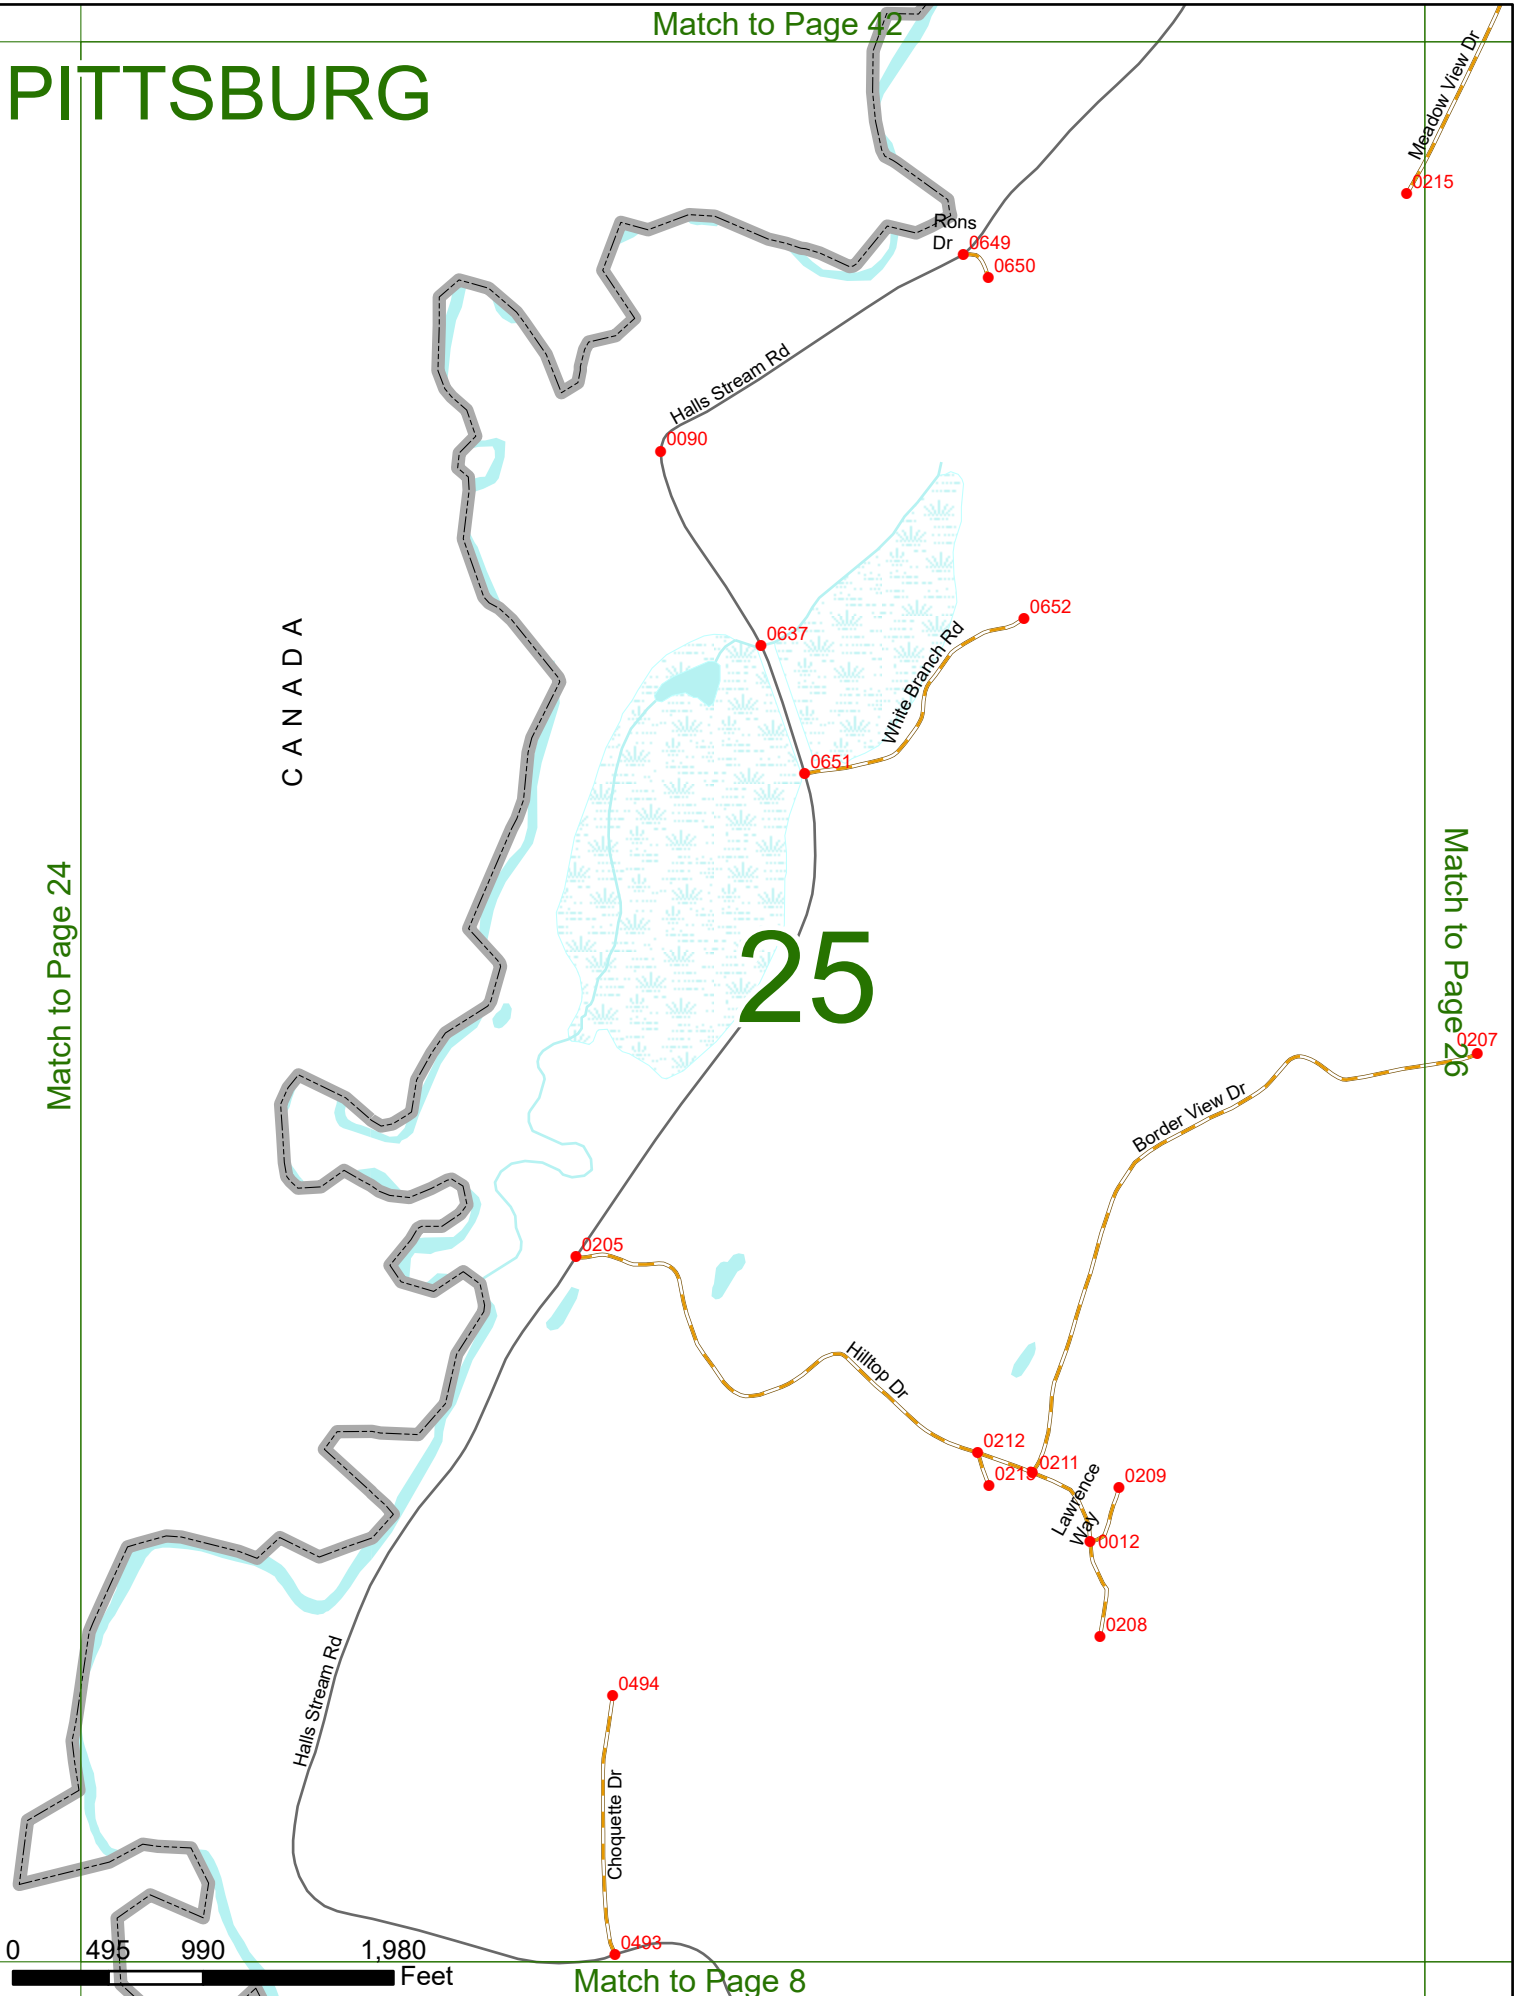 Match to Page 42
PITTSBURG
Meadow View Dr
0215
Rons
Dr
0649
0650
Halls Stream Rd
0090
0652
0637
White Branch Rd
CANADA
0651
Match to Page 24
Match to Page 26
25
0207
Border View Dr
0205
Hilltop Dr
0212
0211
0209
Lawrence
Way
0012
0208
Halls Stream Rd
0494
Choquette Dr
0493
0 495 990 1,980
Feet
Match to Page 8